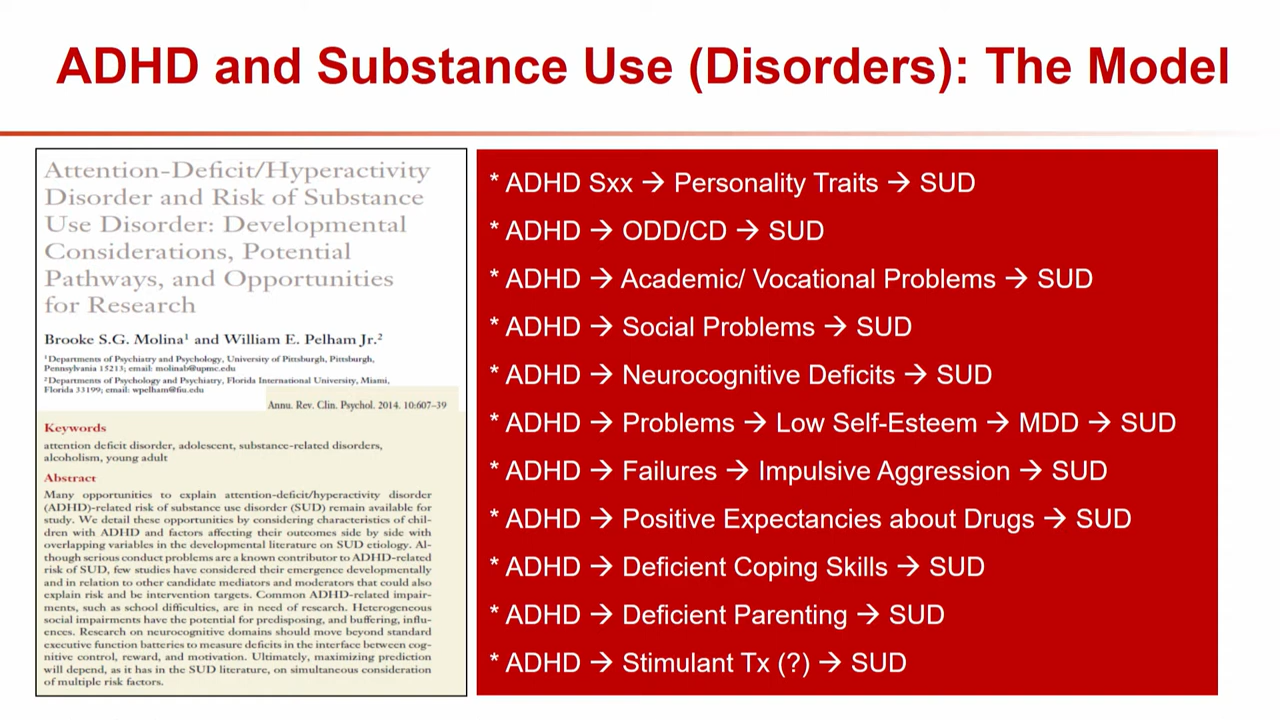 ADHD and Substance Use (Disorders): The Model
Attention-Deficit/Hyperactivity
Disorder and Risk of Substance
Use Disorder: Developmental
Considerations, Potential
Pathways, and Opportunities
for Research
Brooke S.G. Molina¹ and William E. Pelham Jr.²
¹Departments of Psychiatry and Psychology, University of Pittsburgh, Pittsburgh,
Pennsylvania 15213; email: molinab@upmc.edu
²Departments of Psychology and Psychiatry, Florida International University, Miami,
Florida 33199; email: wpelham@fiu.edu
Annu. Rev. Clin. Psychol. 2014. 10:607–39
Keywords
attention deficit disorder, adolescent, substance-related disorders,
alcoholism, young adult
Abstract
Many opportunities to explain attention-deficit/hyperactivity disorder
(ADHD)-related risk of substance use disorder (SUD) remain available for
study. We detail these opportunities by considering characteristics of chil-
dren with ADHD and factors affecting their outcomes side by side with
overlapping variables in the developmental literature on SUD etiology. Al-
though serious conduct problems are a known contributor to ADHD-related
risk of SUD, few studies have considered their emergence developmentally
and in relation to other candidate mediators and moderators that could also
explain risk and be intervention targets. Common ADHD-related impair-
ments, such as school difficulties, are in need of research. Heterogeneous
social impairments have the potential for predisposing, and buffering, influ-
ences. Research on neurocognitive domains should move beyond standard
executive function batteries to measure deficits in the interface between cog-
nitive control, reward, and motivation. Ultimately, maximizing prediction
will depend, as it has in the SUD literature, on simultaneous consideration
of multiple risk factors.
* ADHD Sxx → Personality Traits → SUD
* ADHD → ODD/CD → SUD
* ADHD → Academic/ Vocational Problems → SUD
* ADHD → Social Problems → SUD
* ADHD → Neurocognitive Deficits → SUD
* ADHD → Problems → Low Self-Esteem → MDD → SUD
* ADHD → Failures → Impulsive Aggression → SUD
* ADHD → Positive Expectancies about Drugs → SUD
* ADHD → Deficient Coping Skills → SUD
* ADHD → Deficient Parenting → SUD
* ADHD → Stimulant Tx (?) → SUD